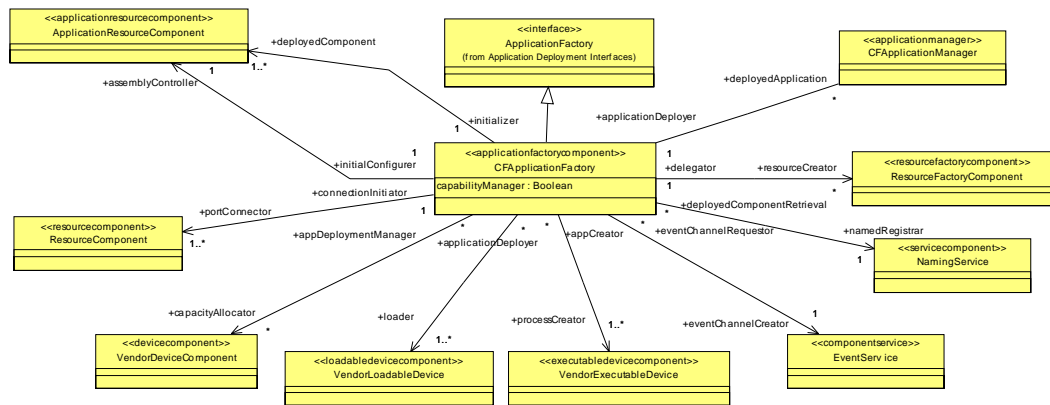 <<applicationresourcecomponent>>
ApplicationResourceComponent
<<interface>>
ApplicationFactory
(from Application Deployment Interfaces)
<<applicationmanager>>
CFApplicationManager
+deployedComponent
1..*
1
+assemblyController
+deployedApplication
*
+initializer
1
+applicationDeployer
1
+initialConfigurer
<<applicationfactorycomponent>>
CFApplicationFactory
capabilityManager : Boolean
1
+delegator
+resourceCreator
<<resourcefactorycomponent>>
ResourceFactoryComponent
+connectionInitiator
1
1
*
+portConnector
1..*
<<resourcecomponent>>
ResourceComponent
+deployedComponentRetrieval
*
+namedRegistrar
1
<<servicecomponent>>
NamingService
+appDeploymentManager
*
+applicationDeployer
*
+appCreator
*
+eventChannelRequestor
*
+capacityAllocator
*
+loader
1..*
+processCreator
1..*
+eventChannelCreator
1
<<devicecomponent>>
VendorDeviceComponent
<<loadabledevicecomponent>>
VendorLoadableDevice
<<executabledevicecomponent>>
VendorExecutableDevice
<<componentservice>>
EventService